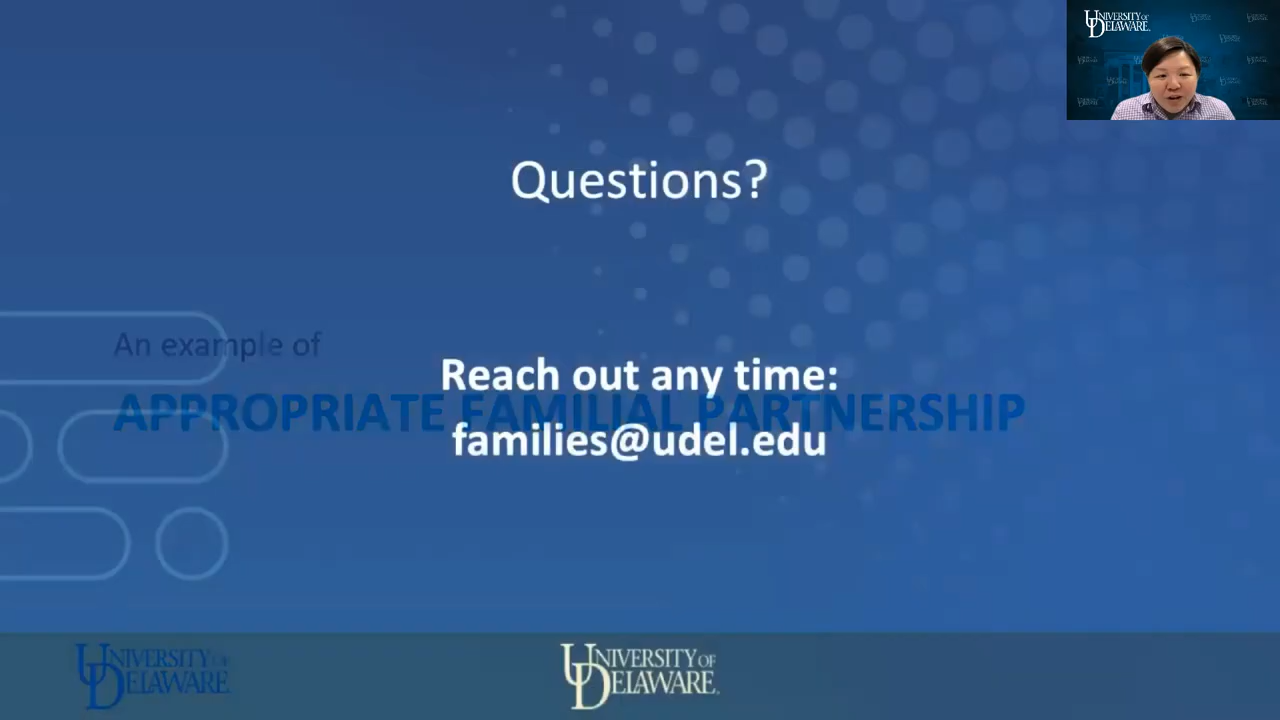 UNIVERSITY OF
DELAWARE.
Questions?
An example of
Reach out any time:
APPROPRIATE FAMILIAL PARTNERSHIP
families@udel.edu
UNIVERSITY OF
DELAWARE
UNIVERSITY OF
DELAWARE.